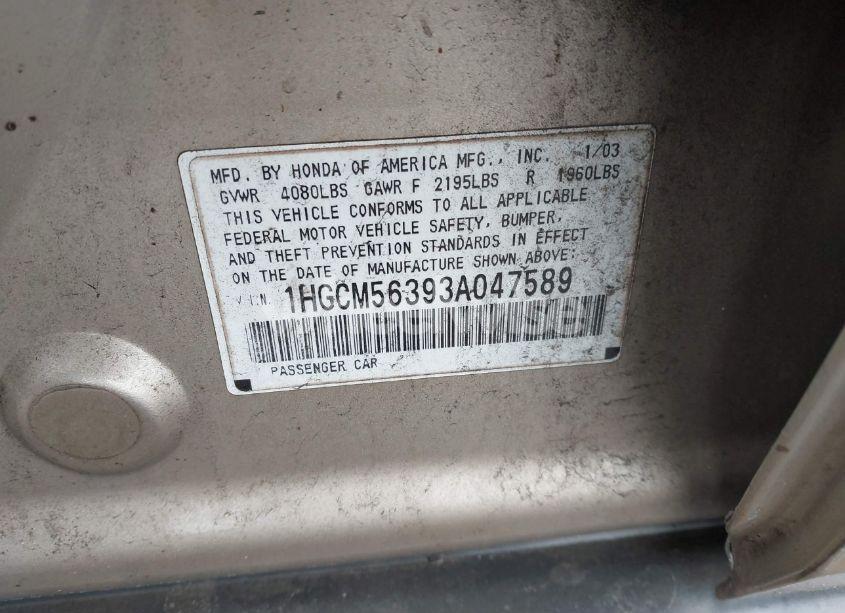 MFD. BY HONDA OF AMERICA MFG., INC. 1/03
GVWR 4080LBS GAWR F 2195LBS R 1960LBS
THIS VEHICLE CONFORMS TO ALL APPLICABLE
FEDERAL MOTOR VEHICLE SAFETY, BUMPER,
AND THEFT PREVENTION STANDARDS IN EFFECT
ON THE DATE OF MANUFACTURE SHOWN ABOVE:
V.I.N. 1HGCM56393A047589
PASSENGER CAR